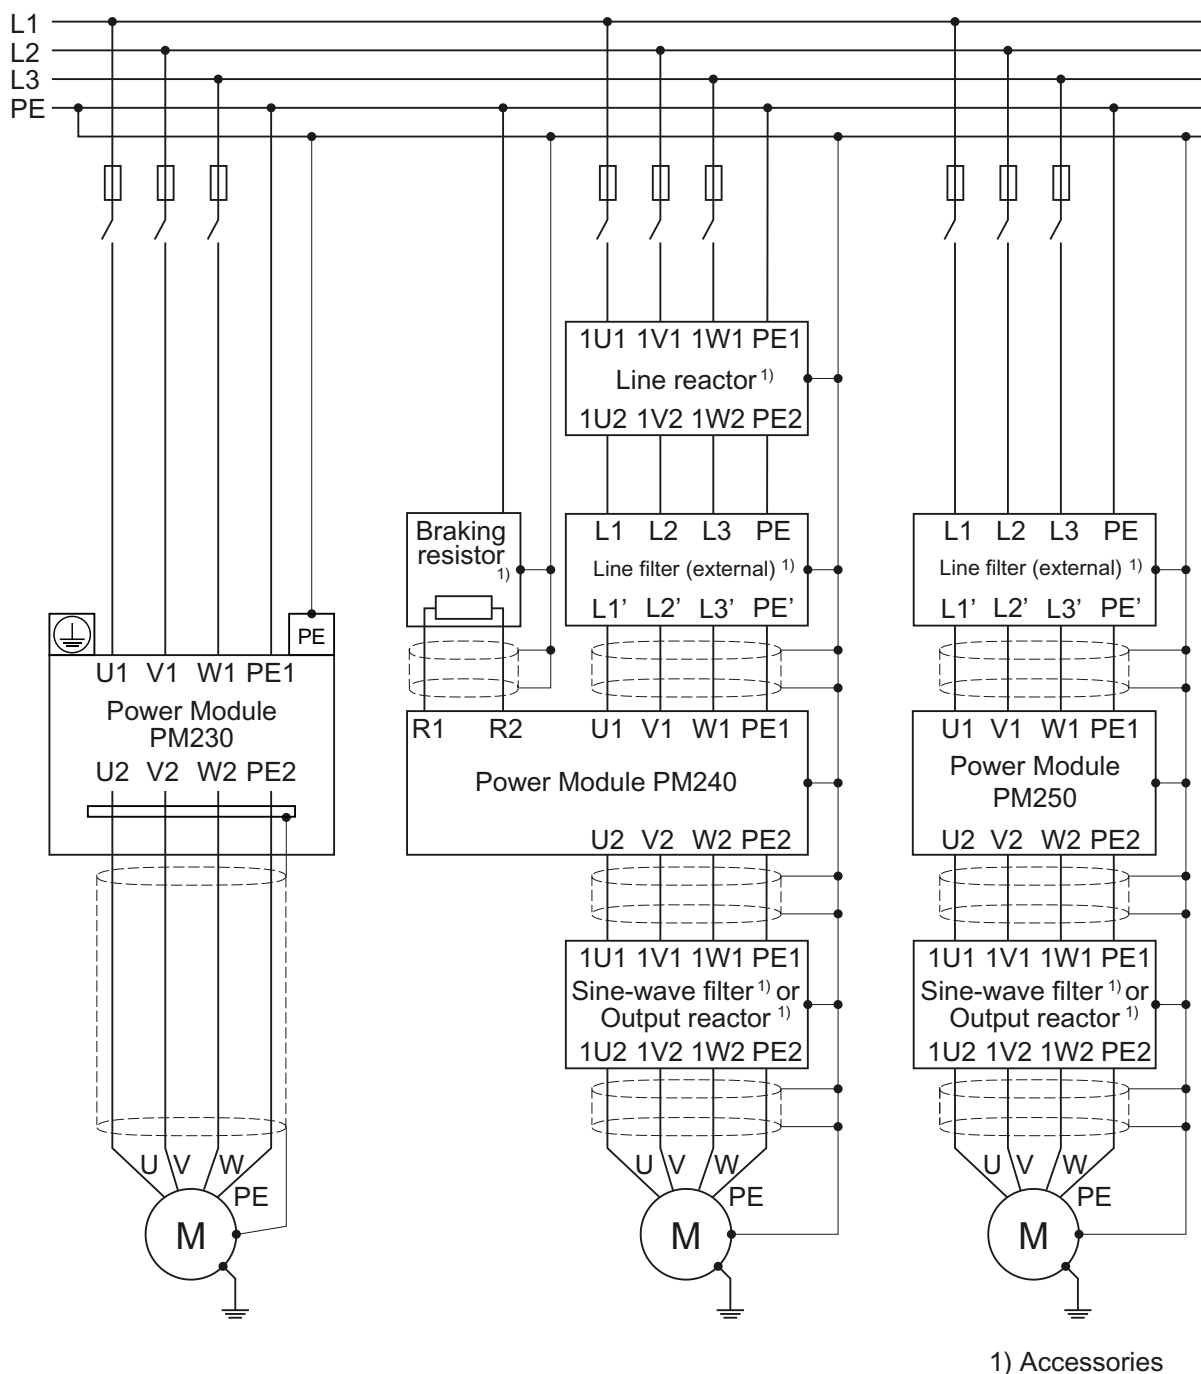 L1
L2
L3
PE
1U1 1V1 1W1 PE1
Line reactor 1)
1U2 1V2 1W2 PE2
Braking
resistor
1)
L1 L2 L3 PE
Line filter (external) 1)
L1’ L2’ L3’ PE’
L1 L2 L3 PE
Line filter (external) 1)
L1’ L2’ L3’ PE’
PE
U1 V1 W1 PE1
Power Module
PM230
U2 V2 W2 PE2
R1 R2 U1 V1 W1 PE1
Power Module PM240
U2 V2 W2 PE2
U1 V1 W1 PE1
Power Module
PM250
U2 V2 W2 PE2
1U1 1V1 1W1 PE1
Sine-wave filter 1) or
Output reactor 1)
1U2 1V2 1W2 PE2
1U1 1V1 1W1 PE1
Sine-wave filter 1) or
Output reactor 1)
1U2 1V2 1W2 PE2
U V W
PE
M
U V W
PE
M
U V W
PE
M
1) Accessories